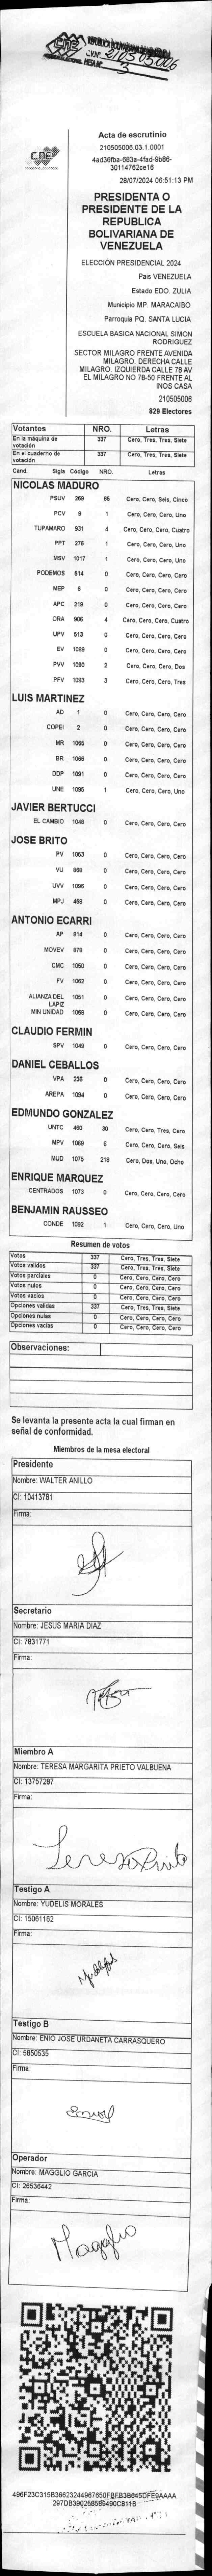 CNE
210505006
3
CNE
Acta de escrutinio
210505006.03.1.0001
4ad36fba-683a-4fad-9b86-
30114762ce16
28/07/2024 06:51:13 PM
PRESIDENTA O
PRESIDENTE DE LA
REPUBLICA
BOLIVARIANA DE
VENEZUELA
ELECCIÓN PRESIDENCIAL 2024
Pais VENEZUELA
Estado EDO. ZULIA
Municipio MP. MARACAIBO
Parroquia PQ. SANTA LUCIA
ESCUELA BASICA NACIONAL SIMON
RODRIGUEZ
SECTOR MILAGRO FRENTE AVENIDA
MILAGRO. DERECHA CALLE
MILAGRO. IZQUIERDA CALLE 78 AV
EL MILAGRO NO 78-50 FRENTE AL
INOS CASA
210505006
829 Electores
Votantes NRO. Letras
En la máquina de votación 337 Cero, Tres, Tres, Siete
En el cuaderno de votación 337 Cero, Tres, Tres, Siete
Cand. Sigla Código NRO. Letras
NICOLAS MADURO
PSUV 269 65 Cero, Cero, Seis, Cinco
PCV 9 1 Cero, Cero, Cero, Uno
TUPAMARO 931 4 Cero, Cero, Cero, Cuatro
PPT 276 1 Cero, Cero, Cero, Uno
MSV 1017 1 Cero, Cero, Cero, Uno
PODEMOS 514 0 Cero, Cero, Cero, Cero
MEP 6 0 Cero, Cero, Cero, Cero
APC 219 0 Cero, Cero, Cero, Cero
ORA 906 4 Cero, Cero, Cero, Cuatro
UPV 613 0 Cero, Cero, Cero, Cero
EV 1089 0 Cero, Cero, Cero, Cero
PVV 1090 2 Cero, Cero, Cero, Dos
PFV 1093 3 Cero, Cero, Cero, Tres
LUIS MARTINEZ
AD 1 0 Cero, Cero, Cero, Cero
COPEI 2 0 Cero, Cero, Cero, Cero
MR 1065 0 Cero, Cero, Cero, Cero
BR 1066 0 Cero, Cero, Cero, Cero
DDP 1091 0 Cero, Cero, Cero, Cero
UNE 1095 1 Cero, Cero, Cero, Uno
JAVIER BERTUCCI
EL CAMBIO 1048 0 Cero, Cero, Cero, Cero
JOSE BRITO
PV 1053 0 Cero, Cero, Cero, Cero
VU 968 0 Cero, Cero, Cero, Cero
UVV 1096 0 Cero, Cero, Cero, Cero
MPJ 458 0 Cero, Cero, Cero, Cero
ANTONIO ECARRI
AP 814 0 Cero, Cero, Cero, Cero
MOVEV 878 0 Cero, Cero, Cero, Cero
CMC 1050 0 Cero, Cero, Cero, Cero
FV 1062 0 Cero, Cero, Cero, Cero
ALIANZA DEL LAPIZ 1051 0 Cero, Cero, Cero, Cero
MIN UNIDAD 1068 0 Cero, Cero, Cero, Cero
CLAUDIO FERMIN
SPV 1049 0 Cero, Cero, Cero, Cero
DANIEL CEBALLOS
VPA 236 0 Cero, Cero, Cero, Cero
AREPA 1094 0 Cero, Cero, Cero, Cero
EDMUNDO GONZALEZ
UNTC 460 30 Cero, Cero, Tres, Cero
MPV 1069 6 Cero, Cero, Cero, Seis
MUD 1075 218 Cero, Dos, Uno, Ocho
ENRIQUE MARQUEZ
CENTRADOS 1073 0 Cero, Cero, Cero, Cero
BENJAMIN RAUSSEO
CONDE 1092 1 Cero, Cero, Cero, Uno
Resumen de votos
Votos 337 Cero, Tres, Tres, Siete
Votos validos 337 Cero, Tres, Tres, Siete
Votos parciales 0 Cero, Cero, Cero, Cero
Votos nulos 0 Cero, Cero, Cero, Cero
Votos vacios 0 Cero, Cero, Cero, Cero
Opciones validas 337 Cero, Tres, Tres, Siete
Opciones nulas 0 Cero, Cero, Cero, Cero
Opciones vacias 0 Cero, Cero, Cero, Cero
Observaciones:
Se levanta la presente acta la cual firman en
señal de conformidad.
Miembros de la mesa electoral
Presidente
Nombre: WALTER ANILLO
CI: 10413781
Firma:
Secretario
Nombre: JESUS MARIA DIAZ
CI: 7831771
Firma:
Miembro A
Nombre: TERESA MARGARITA PRIETO VALBUENA
CI: 13757287
Firma:
Teresa Prieto
Testigo A
Nombre: YUDELIS MORALES
CI: 15061162
Firma:
Testigo B
Nombre: ENIO JOSE URDANETA CARRASQUERO
CI: 5850535
Firma:
Operador
Nombre: MAGGLIO GARCIA
CI: 26536442
Firma:
Magglio
496F23C315B36623244967650FBFB3B645DFE9AAAA
297DB390258689490C811B